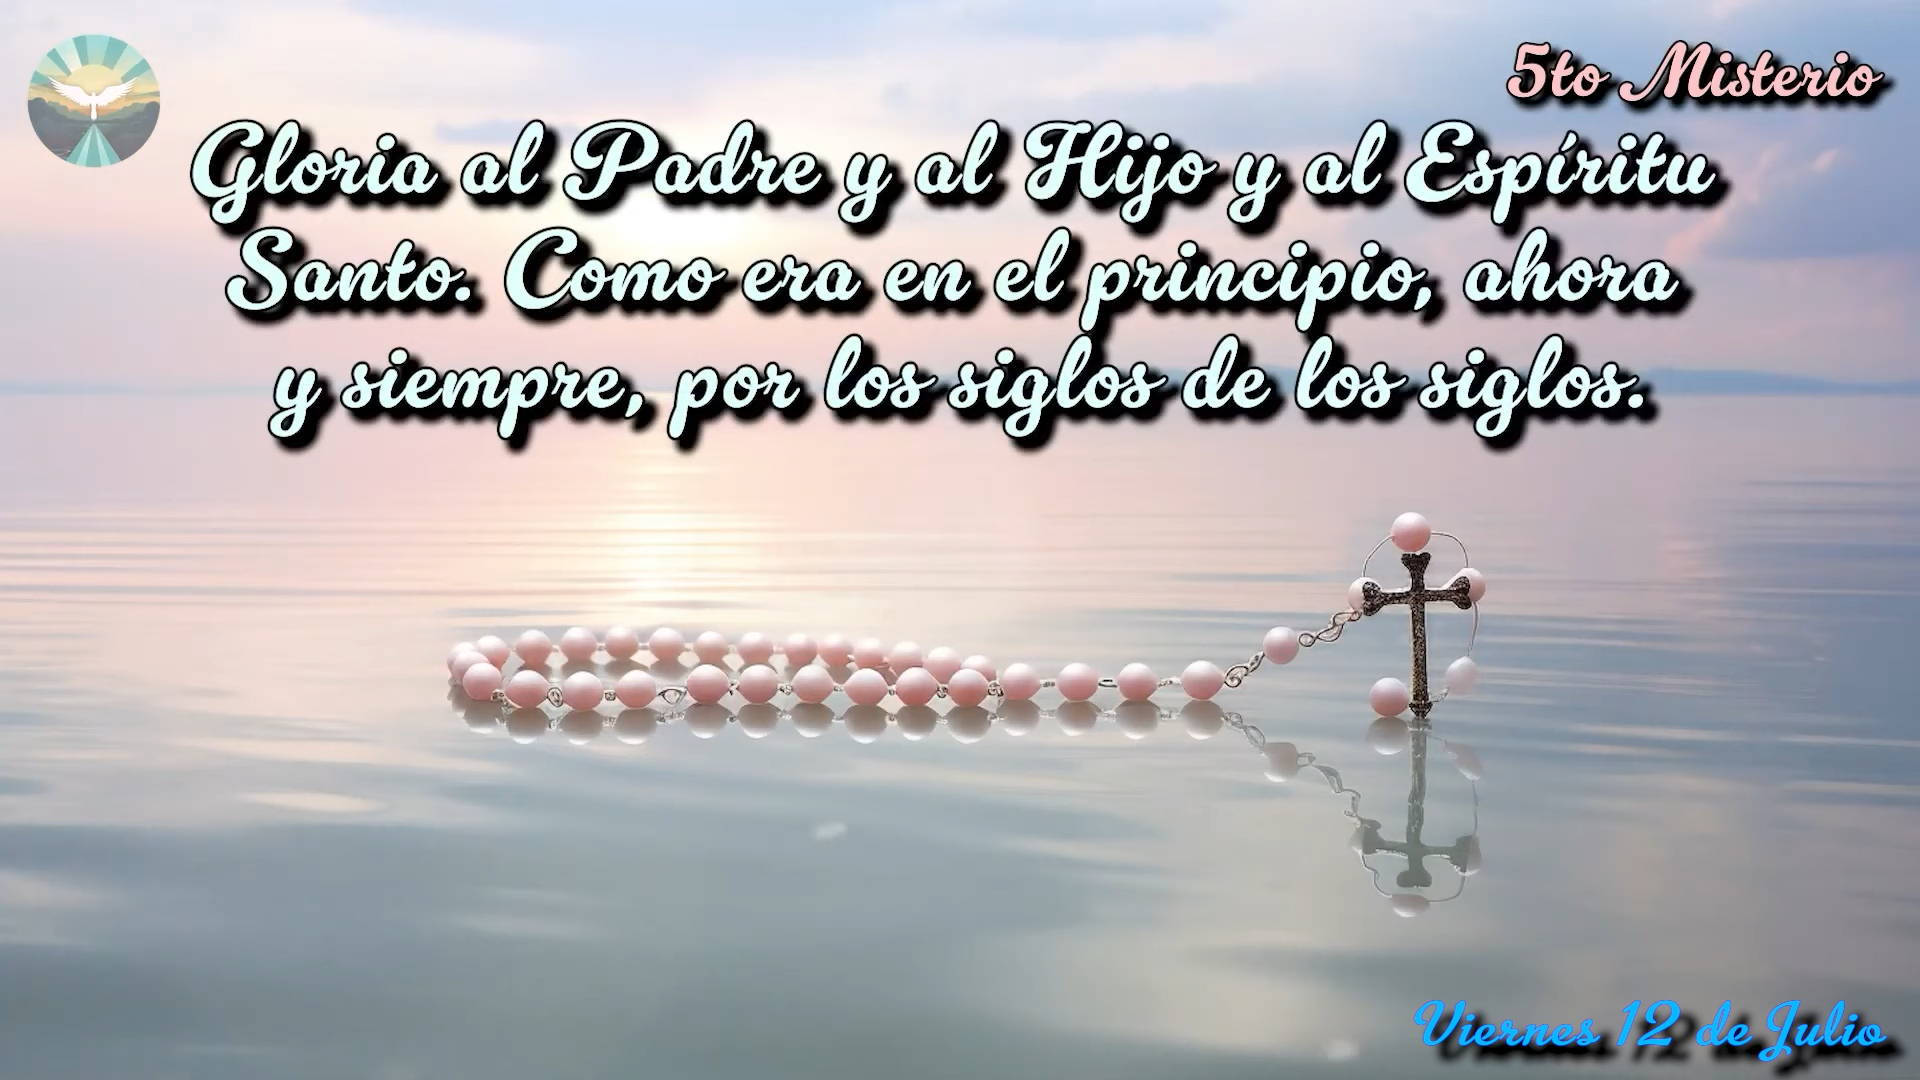 5to Misterio
Gloria al Padre y al Hijo y al Espíritu
Santo. Como era en el principio, ahora
y siempre, por los siglos de los siglos.
Viernes 12 de Julio